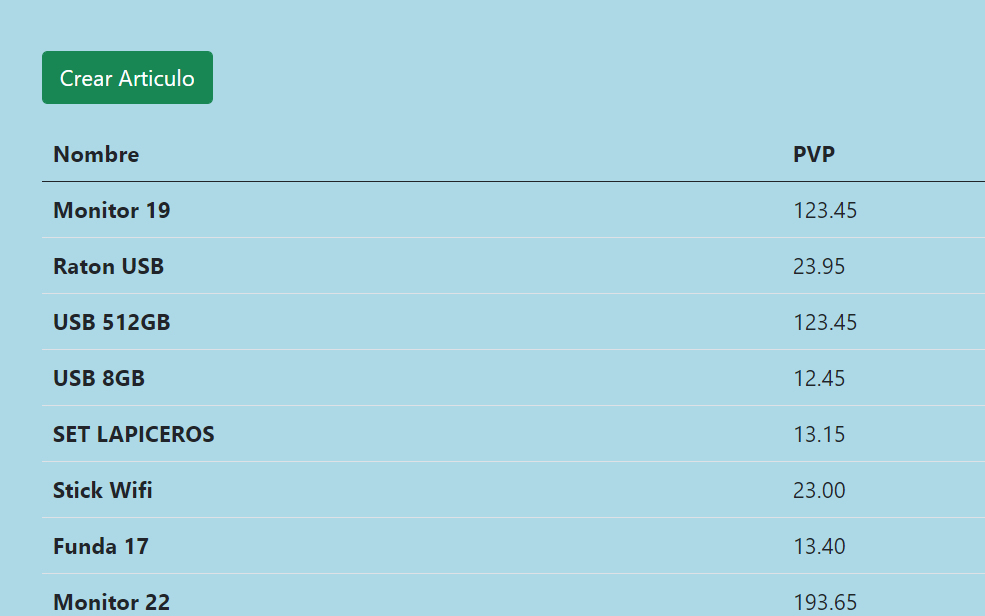 Crear Articulo
Nombre PVP
Monitor 19 123.45
Raton USB 23.95
USB 512GB 123.45
USB 8GB 12.45
SET LAPICEROS 13.15
Stick Wifi 23.00
Funda 17 13.40
Monitor 22 193.65